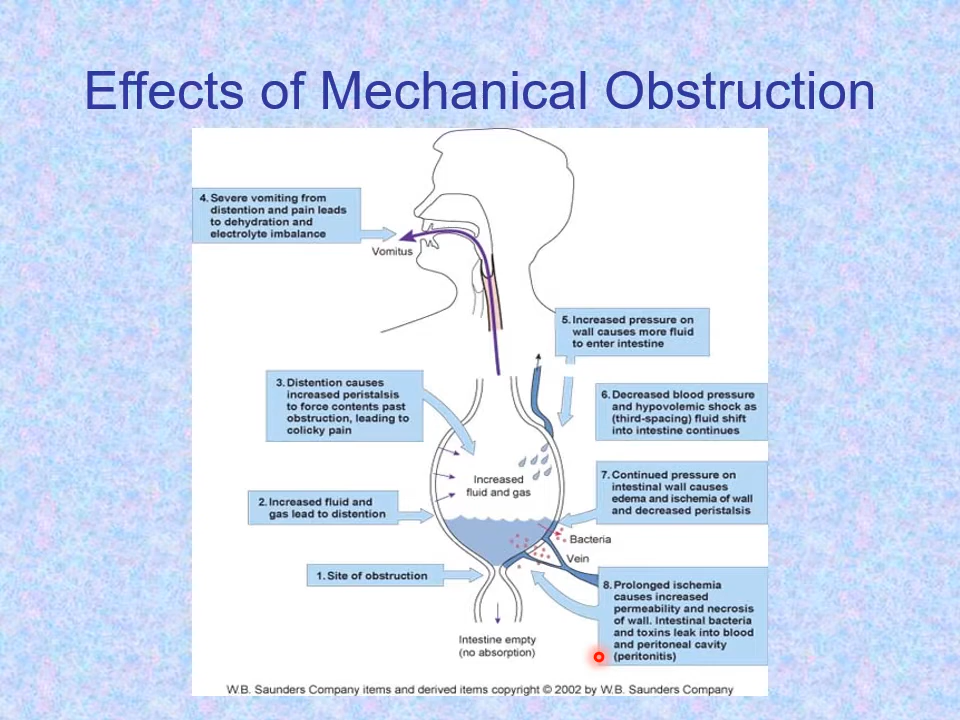 Effects of Mechanical Obstruction
4. Severe vomiting from
distention and pain leads
to dehydration and
electrolyte imbalance
Vomitus
5. Increased pressure on
wall causes more fluid
to enter intestine
3. Distention causes
increased peristalsis
to force contents past
obstruction, leading to
colicky pain
6. Decreased blood pressure
and hypovolemic shock as
(third-spacing) fluid shift
into intestine continues
Increased
fluid and gas
7. Continued pressure on
intestinal wall causes
edema and ischemia of wall
and decreased peristalsis
2. Increased fluid and
gas lead to distention
Bacteria
Vein
1. Site of obstruction
8. Prolonged ischemia
causes increased
permeability and necrosis
of wall. Intestinal bacteria
and toxins leak into blood
and peritoneal cavity
(peritonitis)
Intestine empty
(no absorption)
W.B. Saunders Company items and derived items copyright © 2002 by W.B. Saunders Company